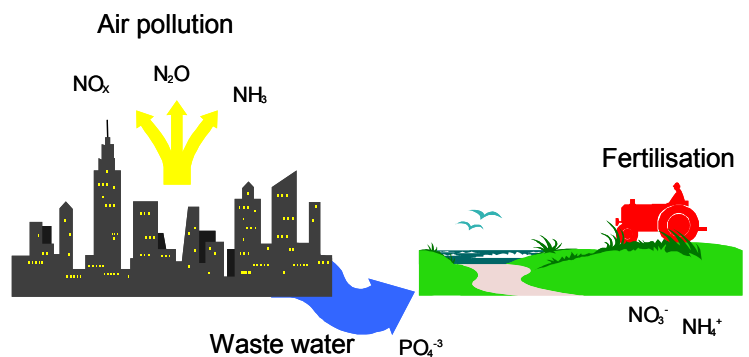 Air pollution
NOₓ
N₂O
NH₃
Fertilisation
Waste water
PO₄⁻³
NO₃⁻
NH₄⁺